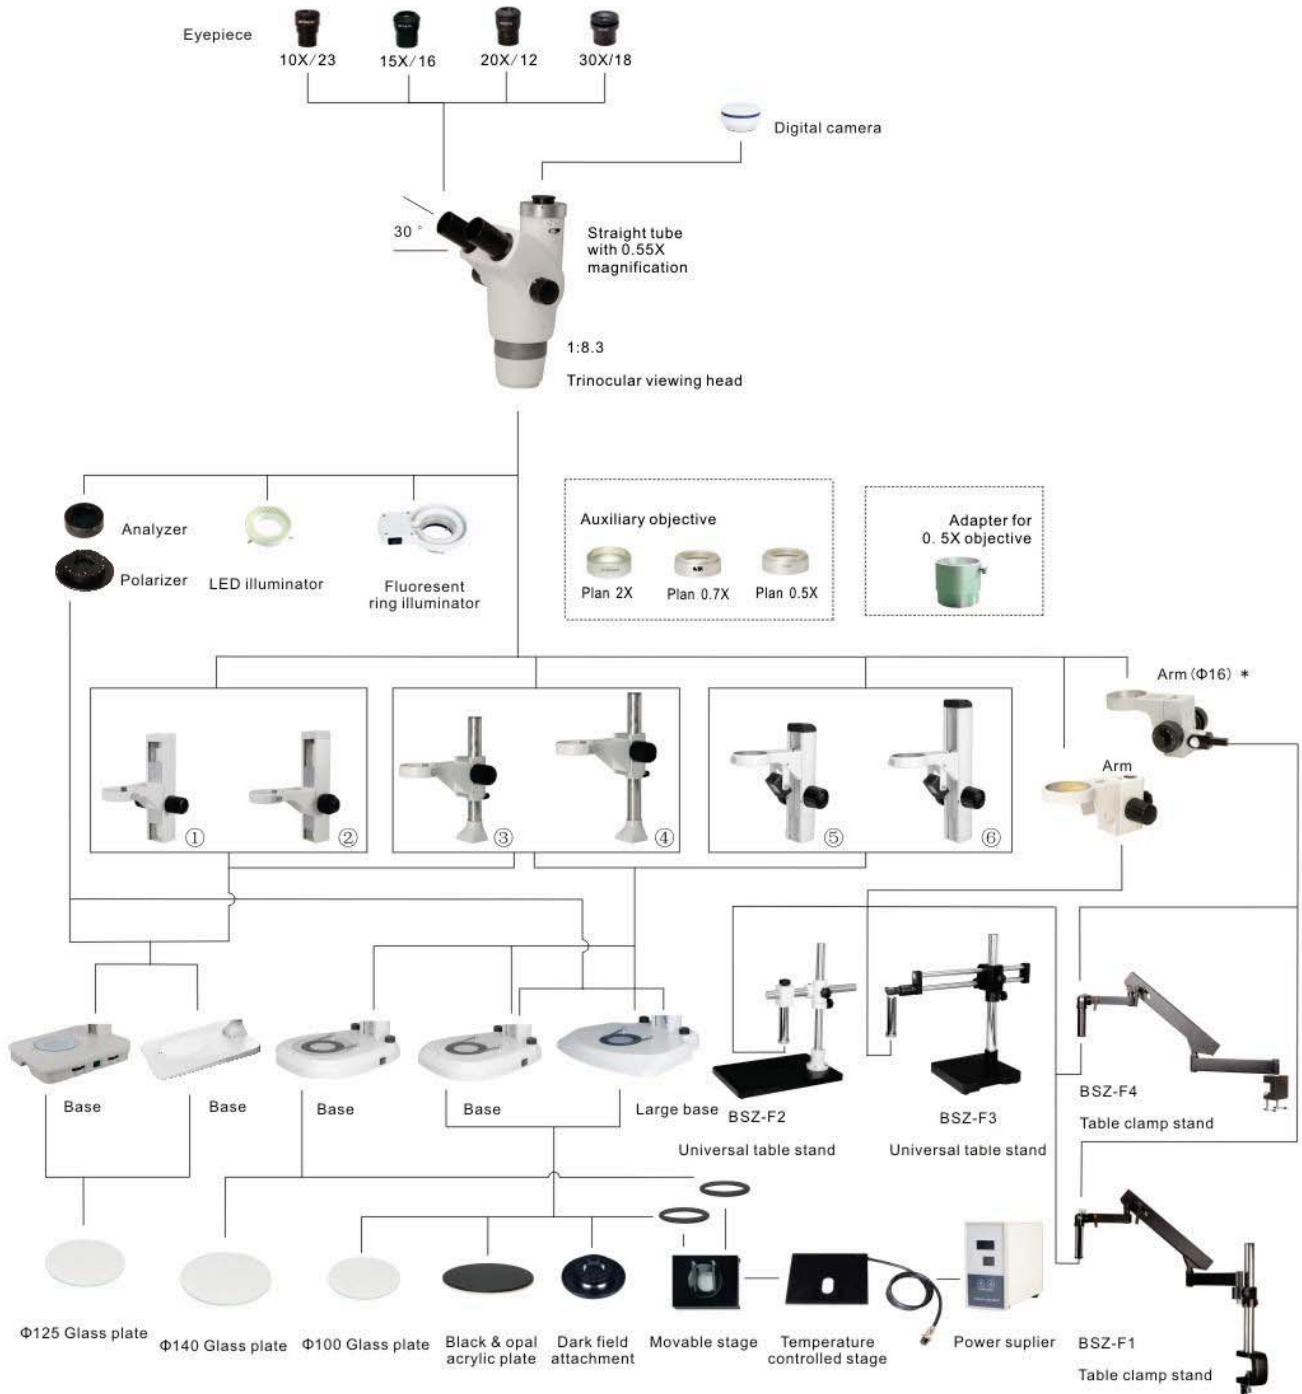 Eyepiece
10X/23
15X/16
20X/12
30X/18
Digital camera
30 °
Straight tube
with 0.55X
magnification
1:8.3
Trinocular viewing head
Analyzer
Polarizer
LED illuminator
Fluoresent
ring illuminator
Auxiliary objective
Plan 2X
Plan 0.7X
Plan 0.5X
Adapter for
0. 5X objective
Arm (Φ16) *
Arm
①
②
③
④
⑤
⑥
Base
Base
Base
Base
Large base
BSZ-F2
Universal table stand
BSZ-F3
Universal table stand
BSZ-F4
Table clamp stand
Φ125 Glass plate
Φ140 Glass plate
Φ100 Glass plate
Black & opal
acrylic plate
Dark field
attachment
Movable stage
Temperature
controlled stage
Power suplier
BSZ-F1
Table clamp stand